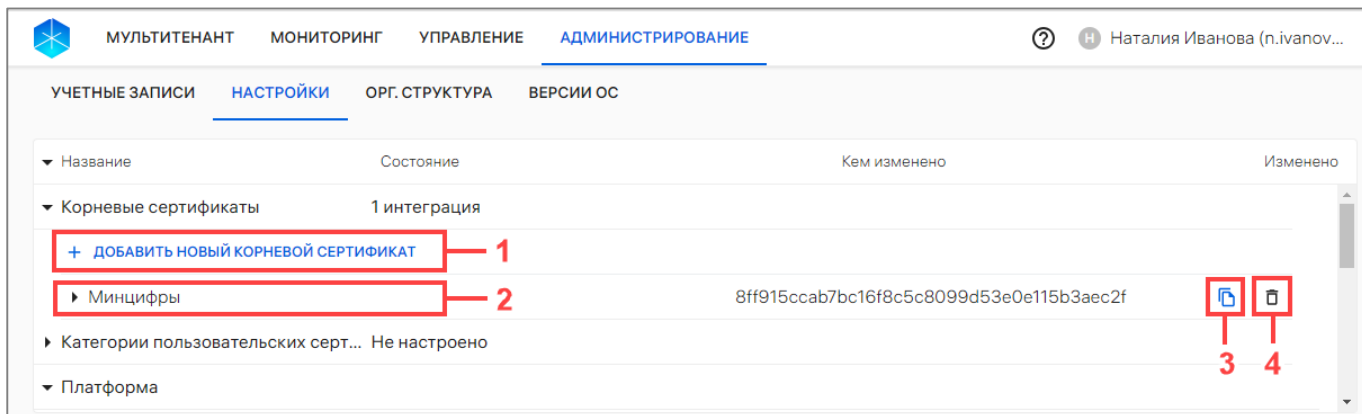 МУЛЬТИТЕНАНТ МОНИТОРИНГ УПРАВЛЕНИЕ АДМИНИСТРИРОВАНИЕ ? Н Наталия Иванова (n.ivanov...
УЧЕТНЫЕ ЗАПИСИ НАСТРОЙКИ ОРГ. СТРУКТУРА ВЕРСИИ ОС
Название Состояние Кем изменено Изменено
Корневые сертификаты 1 интеграция
+ ДОБАВИТЬ НОВЫЙ КОРНЕВОЙ СЕРТИФИКАТ 1
Минцифры 2 8ff915ccab7bc16f8c5c8099d53e0e115b3aec2f
Категории пользовательских серт... Не настроено
3 4
Платформа